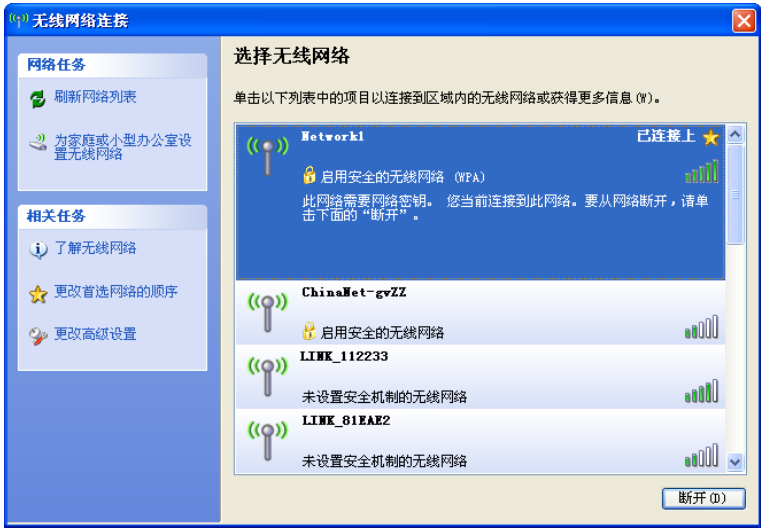 无线网络连接
网络任务
刷新网络列表
为家庭或小型办公室设
置无线网络
相关任务
了解无线网络
更改首选网络的顺序
更改高级设置
选择无线网络
单击以下列表中的项目以连接到区域内的无线网络或获得更多信息(W)。
Network1
已连接上
启用安全的无线网络 (WPA)
此网络需要网络密钥。 您当前连接到此网络。要从网络断开，请单
击下面的“断开”。
ChinaNet-gvZZ
启用安全的无线网络
LINK_112233
未设置安全机制的无线网络
LINK_81EAE2
未设置安全机制的无线网络
断开(D)